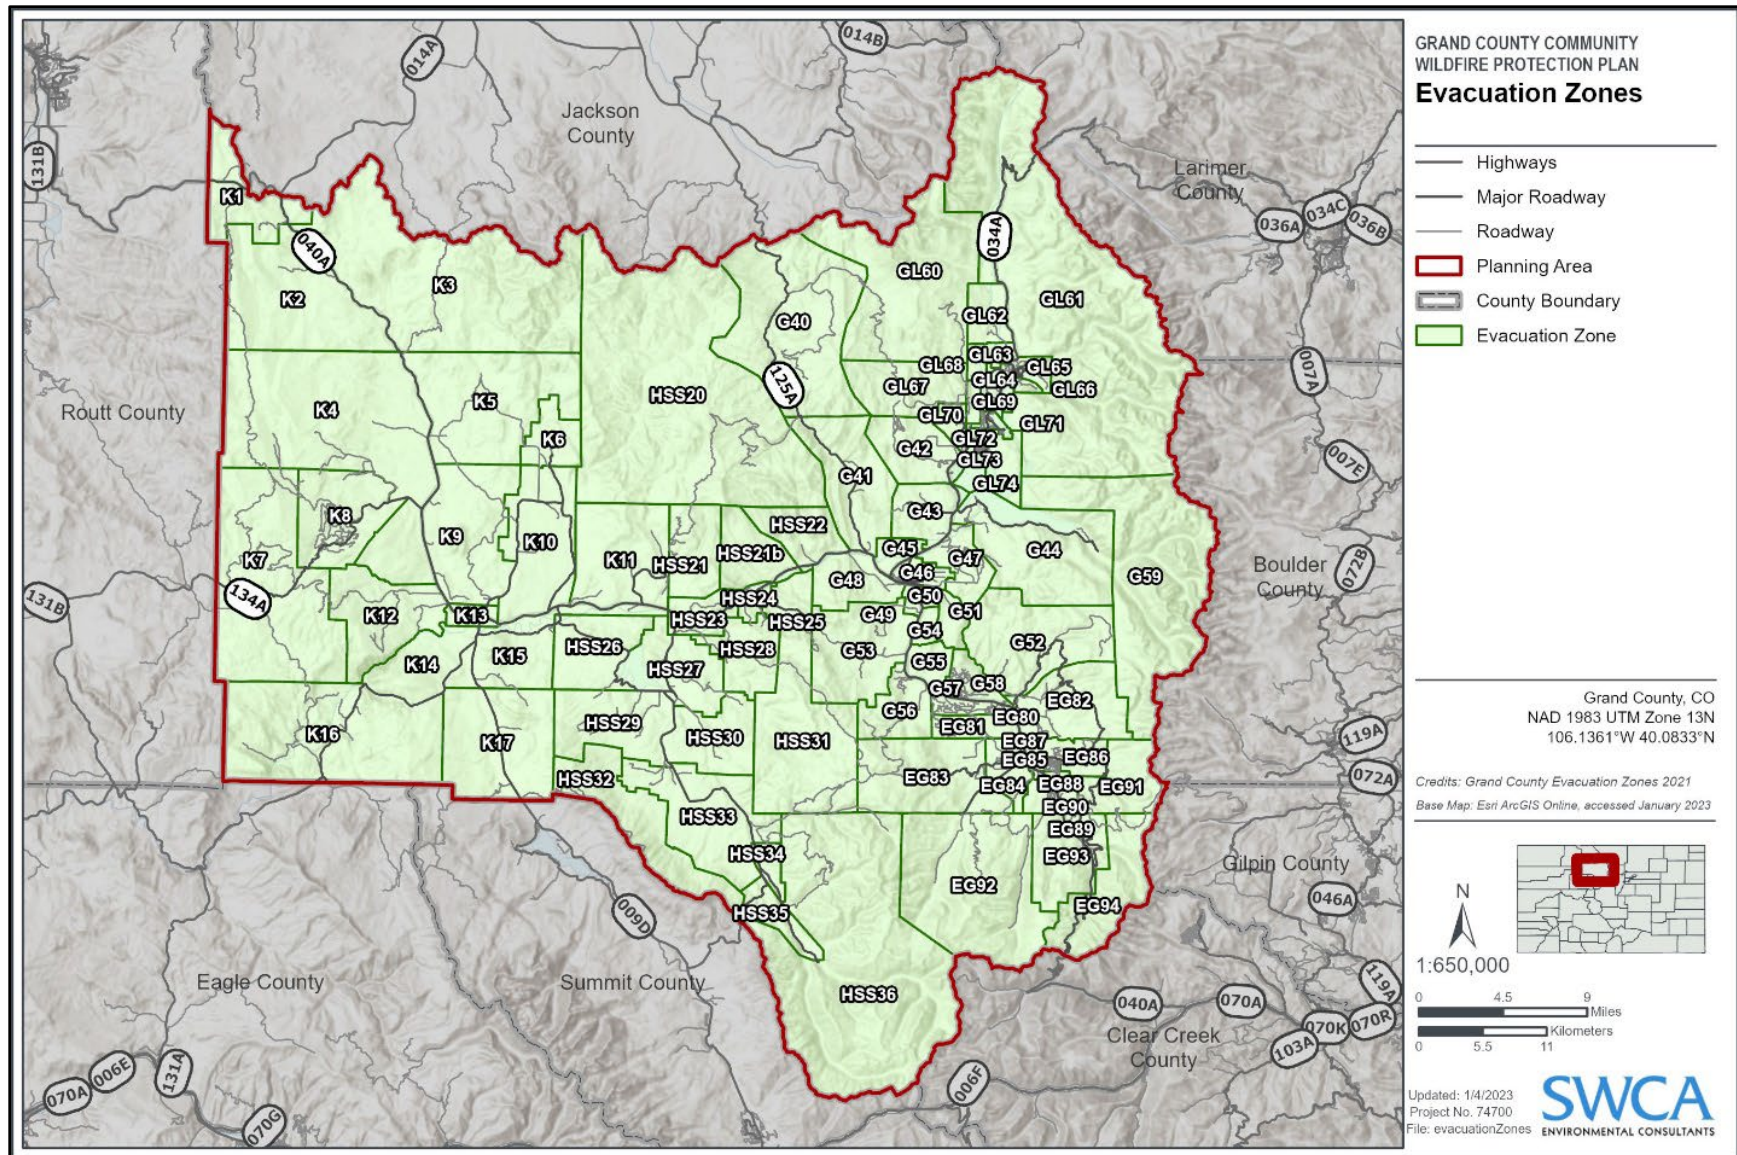 014A
014B
Jackson
County
131B
Larimer
County
036A
034C
036B
K1
040A
034A
K2
K3
GL60
GL61
G40
GL62
GL63
GL68
GL65
007A
125A
GL64
GL67
GL66
HSS20
K5
GL69
Routt County
K4
GL70
GL71
K6
GL72
G42
GL73
007E
G41
GL74
K8
G43
HSS22
K9
K10
G45
G44
HSS21b
K7
K11
HSS21
G47
G46
G48
G59
Boulder
County
072B
134A
131B
HSS24
G50
K12
K13
HSS23
HSS25
G49
G51
G54
G52
HSS26
HSS28
G53
K15
K14
HSS27
G55
G57
G58
EG82
G56
EG80
HSS29
EG81
K16
HSS30
HSS31
EG87
K17
119A
EG85
EG86
HSS32
EG83
072A
EG84
EG88
EG91
EG90
HSS33
EG89
HSS34
EG93
Gilpin County
EG92
046A
EG94
HSS35
009D
Eagle County
Summit County
HSS36
119A
040A
070A
070K
070R
Clear Creek
County
103A
006E
131A
070A
006F
070G
GRAND COUNTY COMMUNITY
WILDFIRE PROTECTION PLAN
Evacuation Zones
Highways
Major Roadway
Roadway
Planning Area
County Boundary
Evacuation Zone
Grand County, CO
NAD 1983 UTM Zone 13N
106.1361°W 40.0833°N
Credits: Grand County Evacuation Zones 2021
Base Map: Esri ArcGIS Online, accessed January 2023
N
1:650,000
0 4.5 9
Miles
Kilometers
0 5.5 11
Updated: 1/4/2023
Project No. 74700
File: evacuationZones
SWCA
ENVIRONMENTAL CONSULTANTS